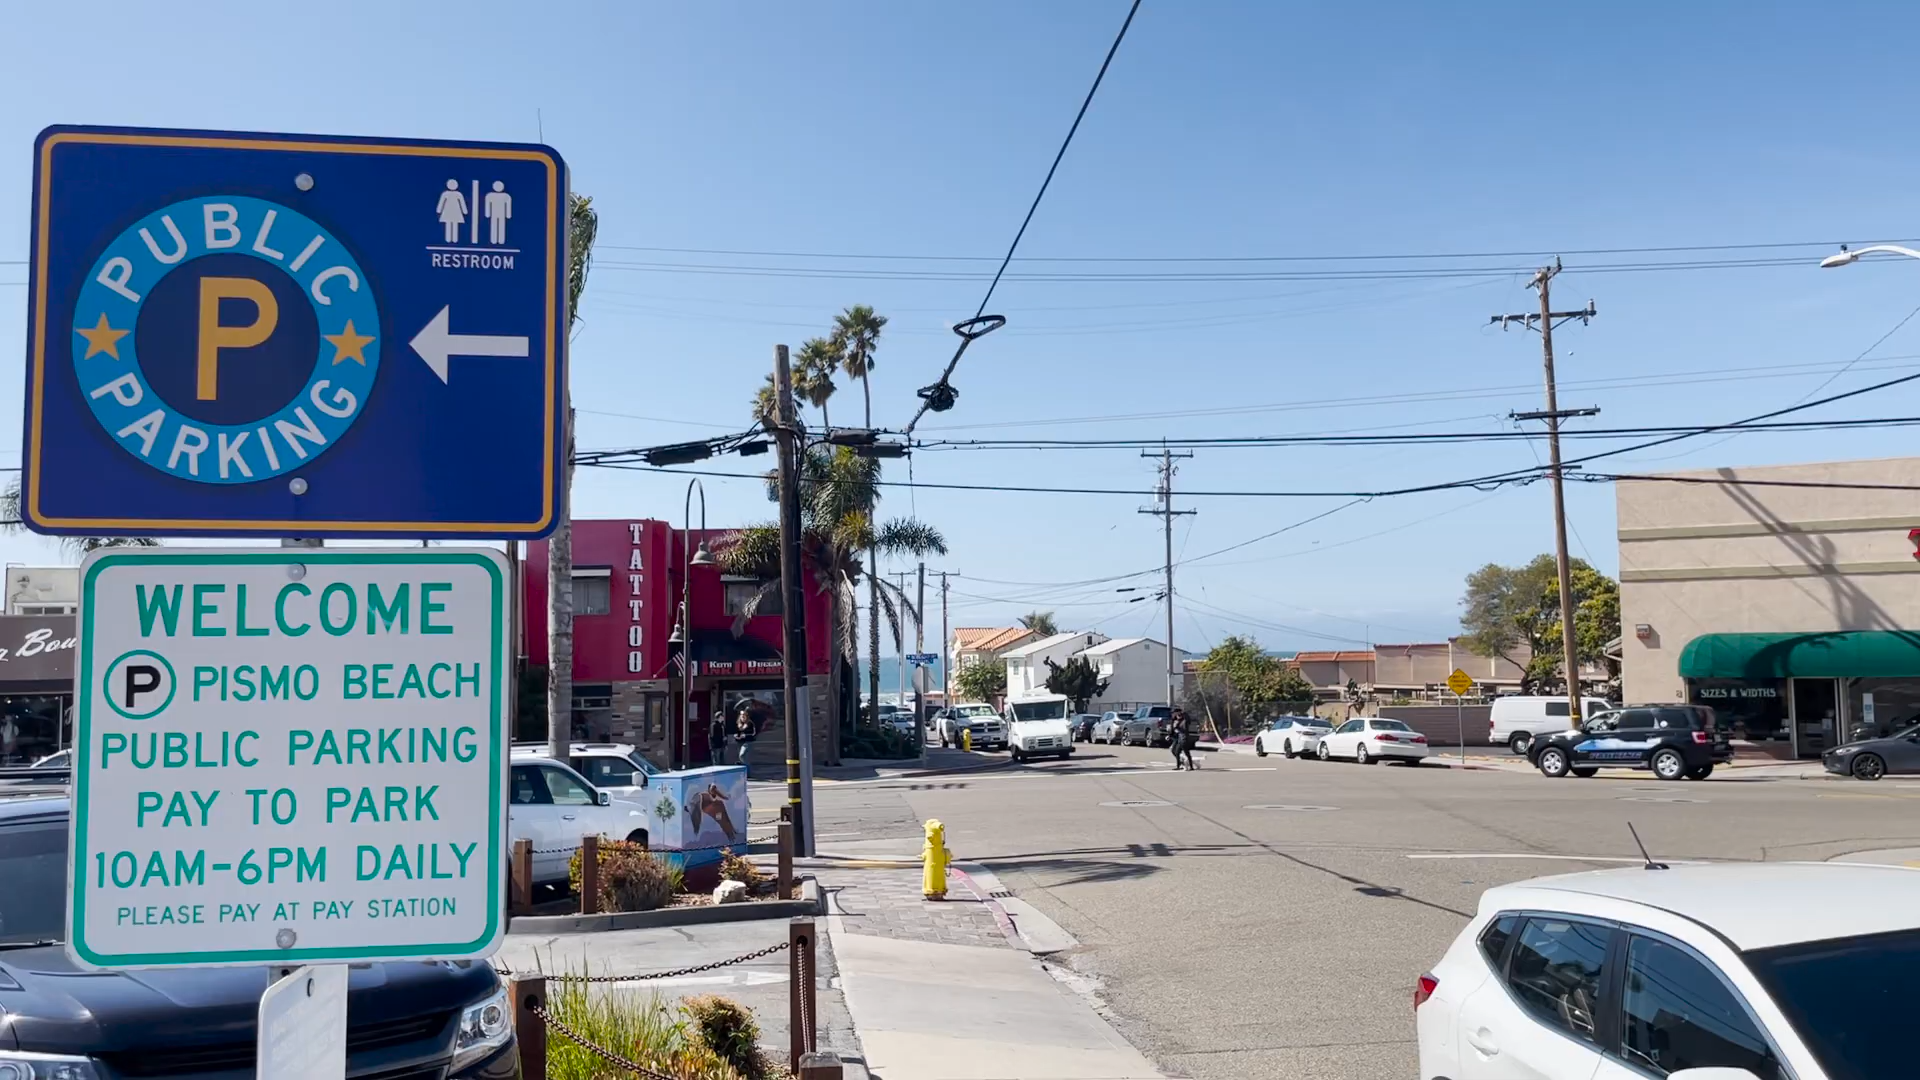 PUBLIC
P
PARKING
RESTROOM
WELCOME
P PISMO BEACH
PUBLIC PARKING
PAY TO PARK
10AM-6PM DAILY
PLEASE PAY AT PAY STATION
TATTOO
SIZES & WIDTHS